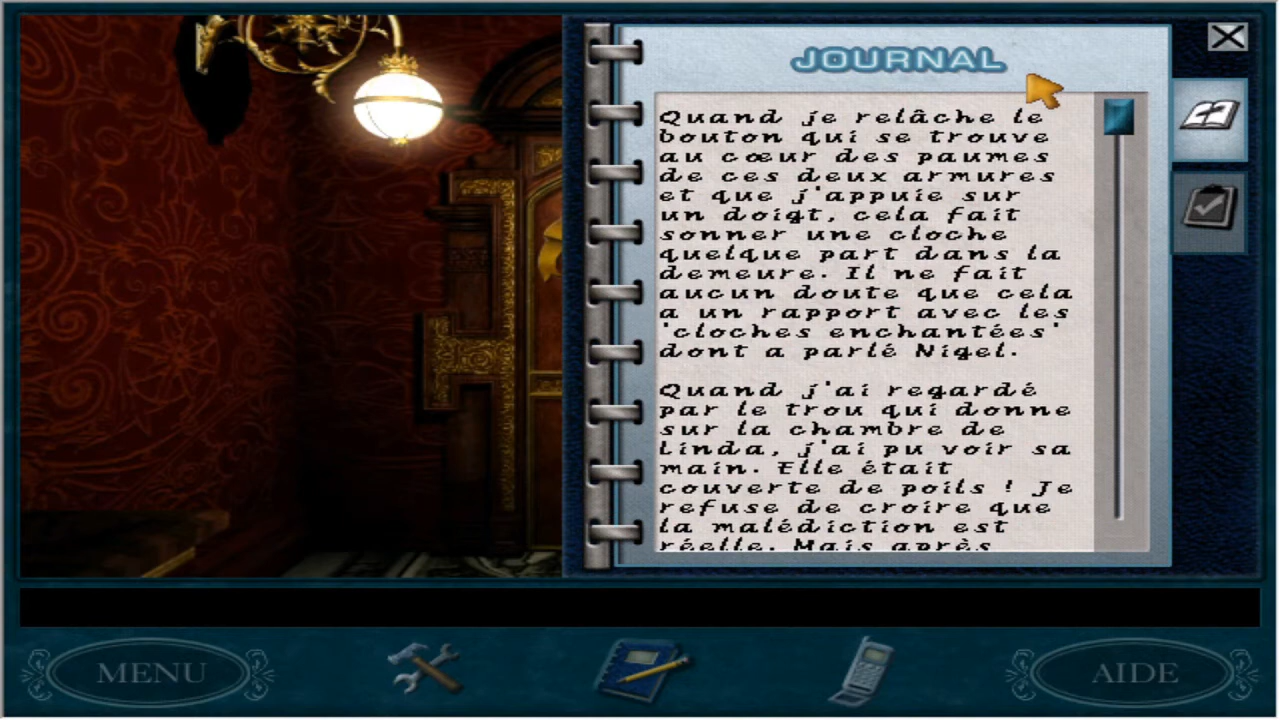 JOURNAL
Quand je relâche le
bouton qui se trouve
au cœur des paumes
de ces deux armures
et que j'appuie sur
un doigt, cela fait
sonner une cloche
quelque part dans la
demeure. Il ne fait
aucun doute que cela
a un rapport avec les
'cloches enchantées'
dont a parlé Nigel.
Quand j'ai regardé
par le trou qui donne
sur la chambre de
Linda, j'ai pu voir sa
main. Elle était
couverte de poils ! Je
refuse de croire que
la malédiction est
réelle. Mais après
MENU
AIDE